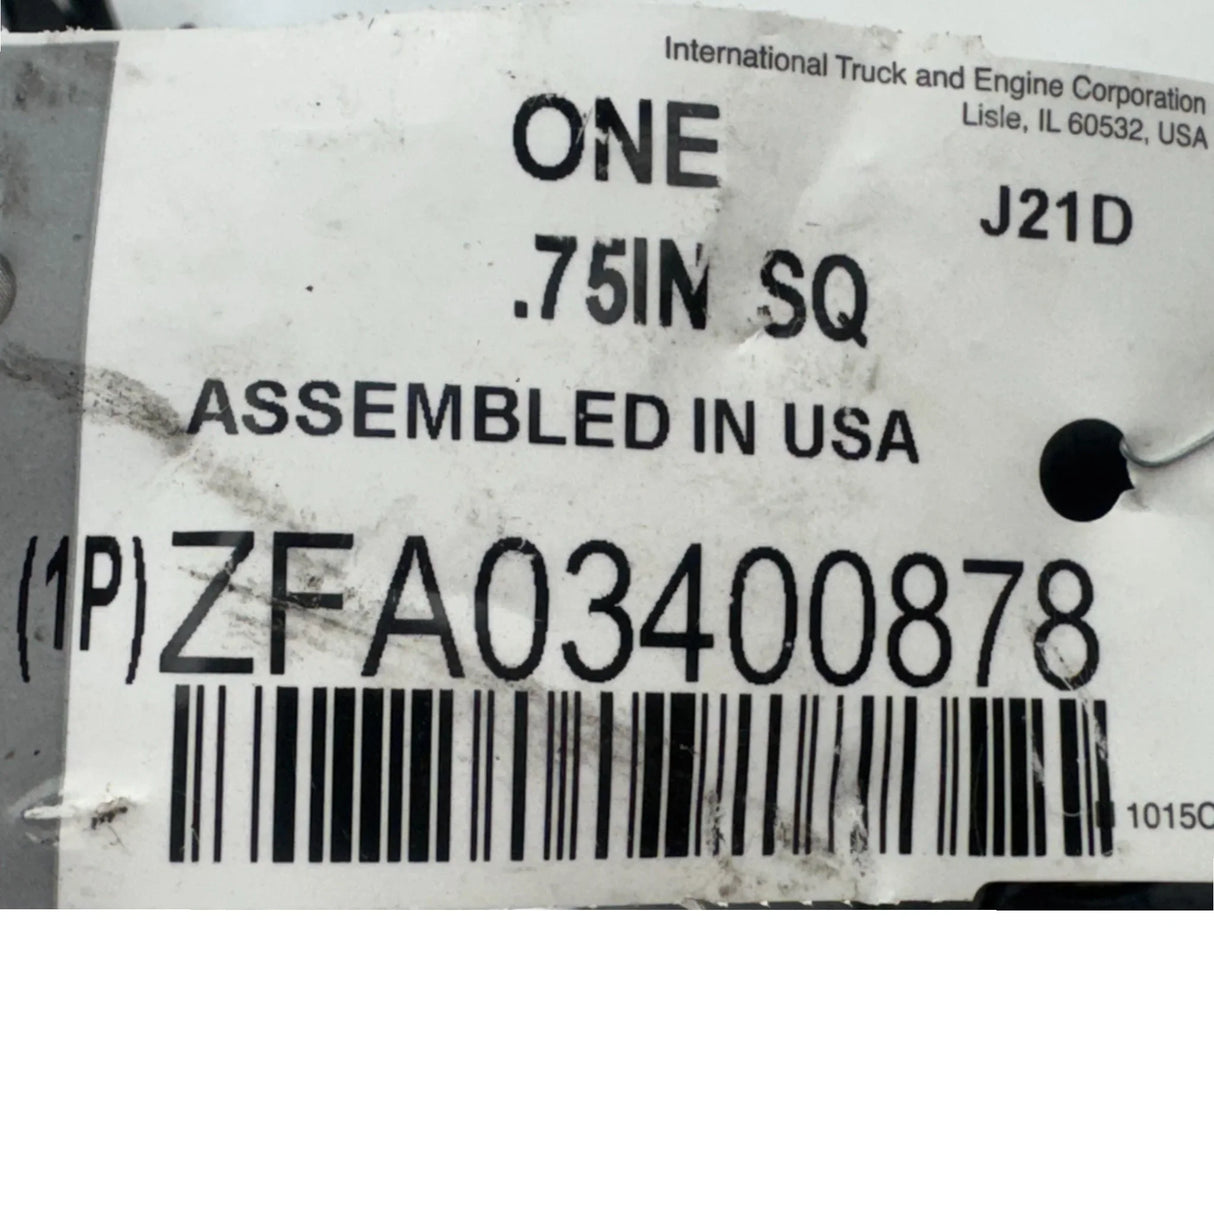 International Truck and Engine Corporation
Lisle, IL 60532, USA
ONE
J21D
.75IN SQ
ASSEMBLED IN USA
(1P)ZFA03400878
1015C